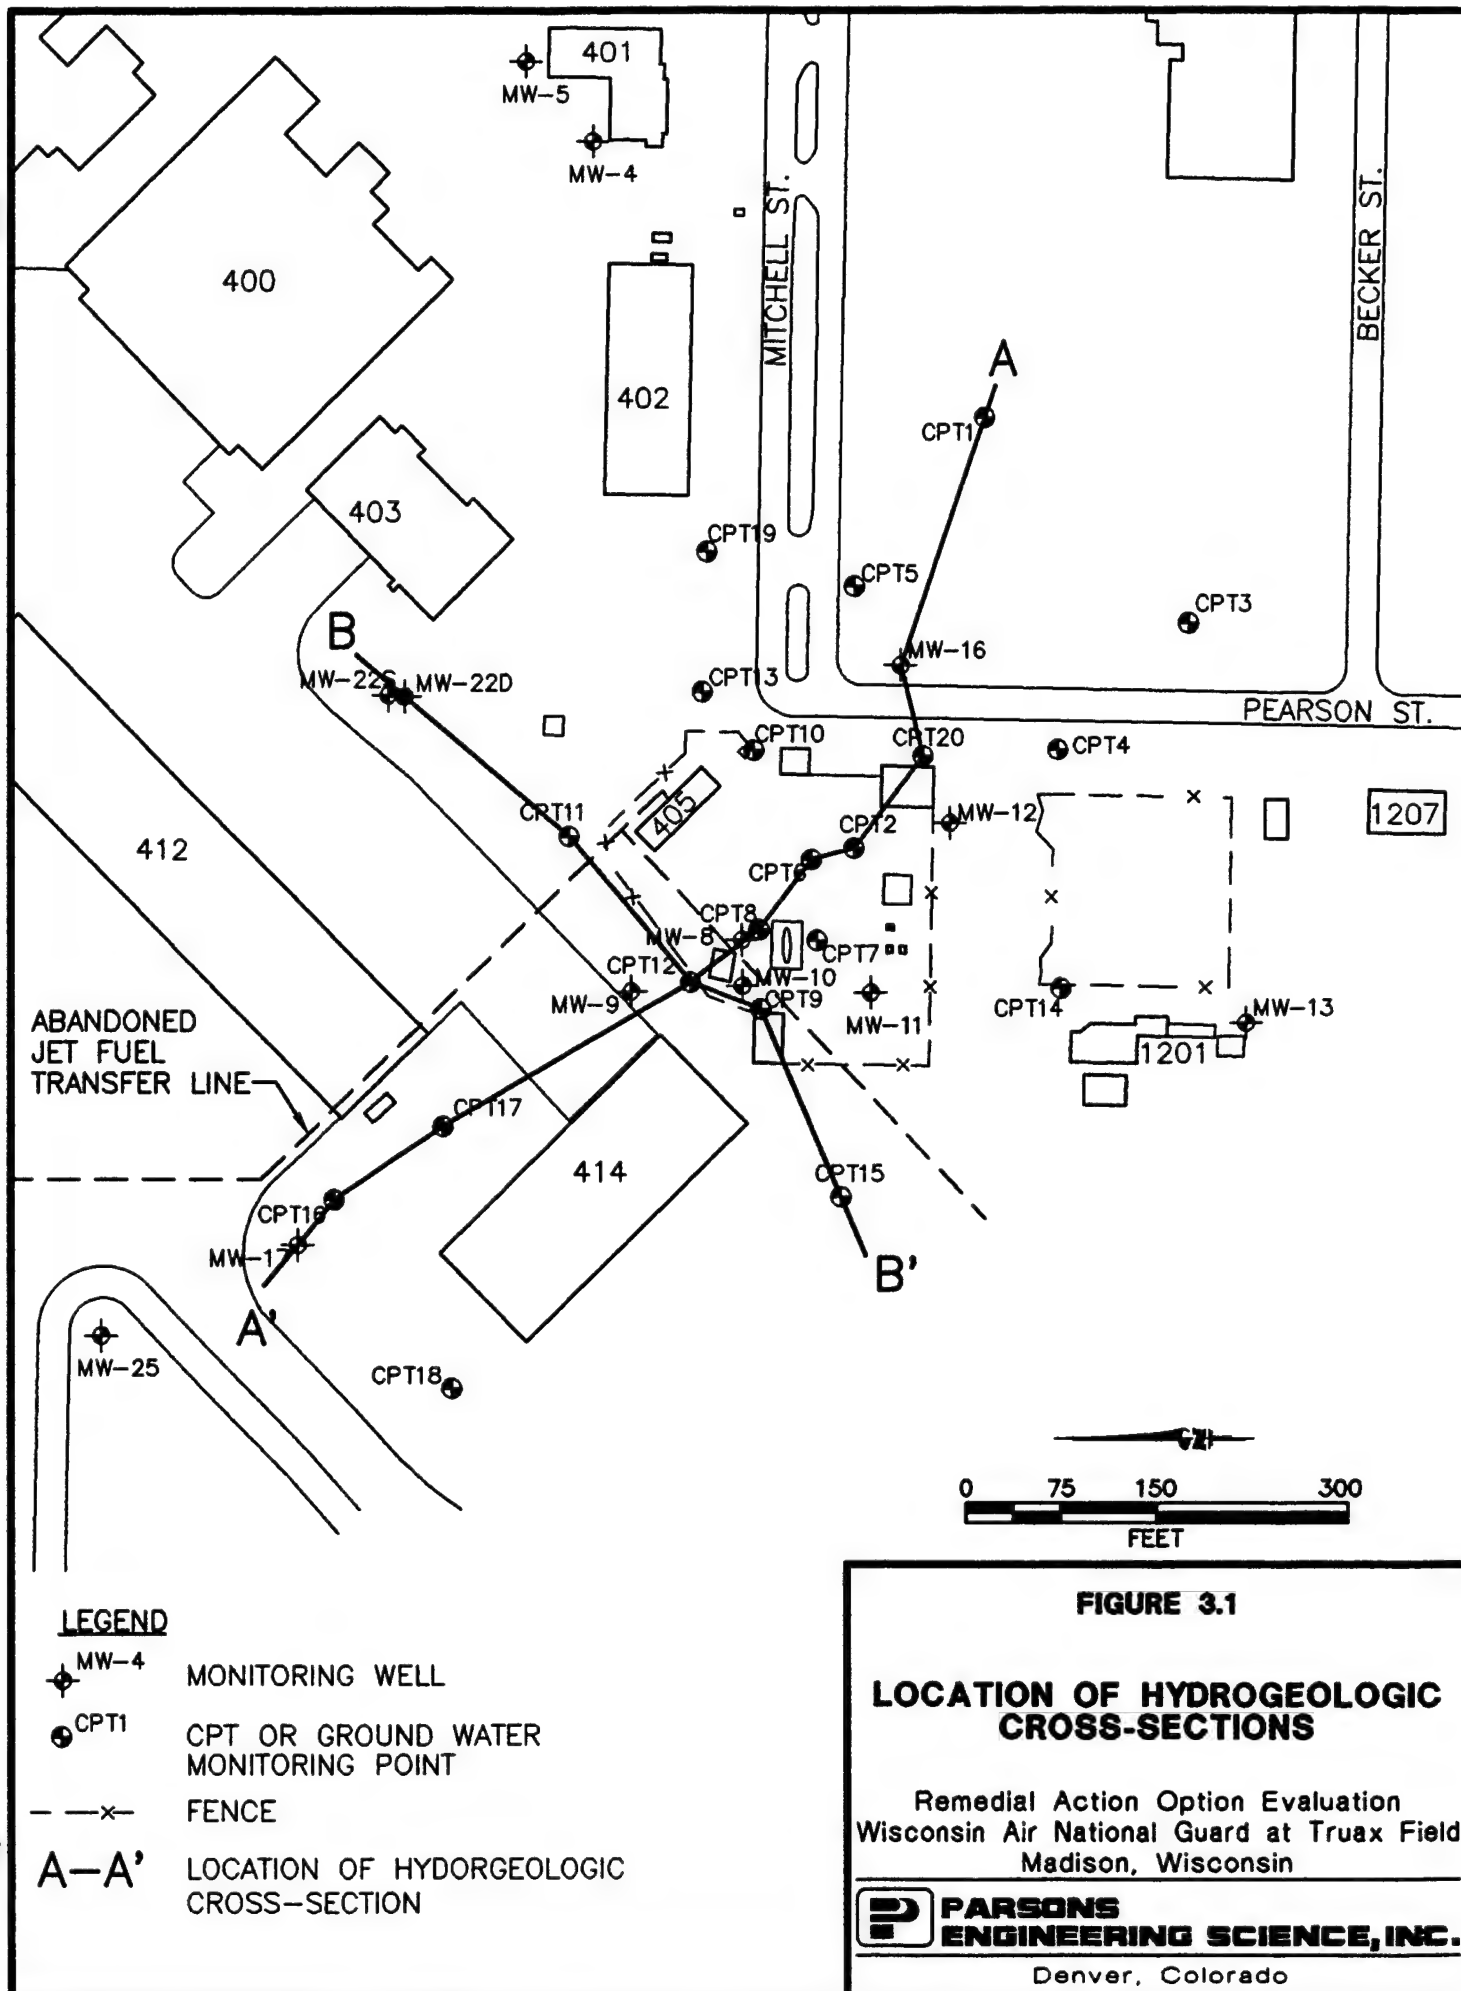 401
MW-5
MW-4
MITCHELL ST.
BECKER ST.
400
402
A
CPT1
403
CPT19
CPT5
CPT3
B
MW-16
MW-22S
MW-22D
CPT13
PEARSON ST.
CPT10
CPT20
CPT4
405
CPT11
CPT2
MW-12
1207
412
CPT6
CPT8
MW-8
CPT7
CPT12
MW-10
MW-9
CPT9
MW-11
CPT14
MW-13
ABANDONED
JET FUEL
TRANSFER LINE
1201
CPT17
414
CPT15
CPT16
MW-17
B'
A'
MW-25
CPT18
0 75 150 300
FEET
LEGEND
MW-4
MONITORING WELL
CPT1
CPT OR GROUND WATER
MONITORING POINT
FENCE
A-A'
LOCATION OF HYDORGEOLOGIC
CROSS-SECTION
FIGURE 3.1
LOCATION OF HYDROGEOLOGIC
CROSS-SECTIONS
Remedial Action Option Evaluation
Wisconsin Air National Guard at Truax Field
Madison, Wisconsin
PARSONS
ENGINEERING SCIENCE, INC.
Denver, Colorado